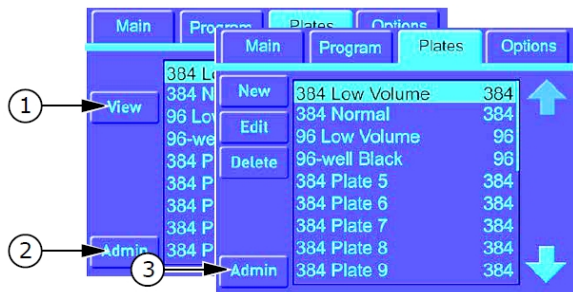 Main Program Plates Options
384 Lo
384 N
1 View 96 Lo
96-we
384 P
384 P
384 P
2 Admin 384 P
Main Program Plates Options
New 384 Low Volume 384
384 Normal 384
Edit 96 Low Volume 96
Delete 96-well Black 96
384 Plate 5 384
384 Plate 6 384
384 Plate 7 384
384 Plate 8 384
3 Admin 384 Plate 9 384